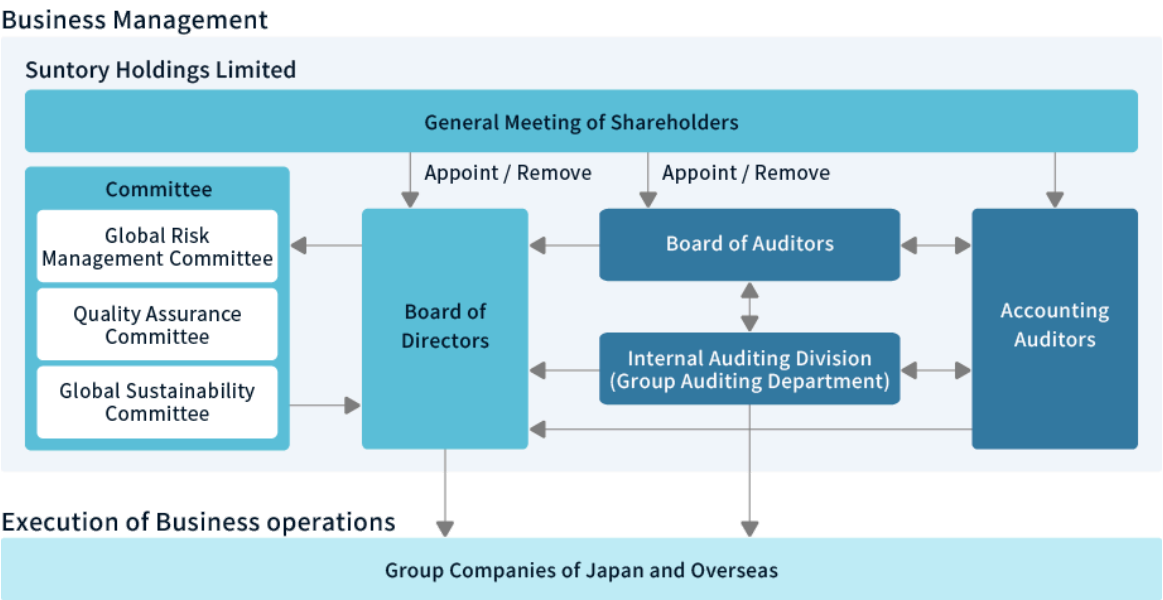 Business Management
Suntory Holdings Limited
General Meeting of Shareholders
Appoint / Remove
Appoint / Remove
Committee
Global Risk
Management Committee
Quality Assurance
Committee
Global Sustainability
Committee
Board of
Directors
Board of Auditors
Internal Auditing Division
(Group Auditing Department)
Accounting
Auditors
Execution of Business operations
Group Companies of Japan and Overseas